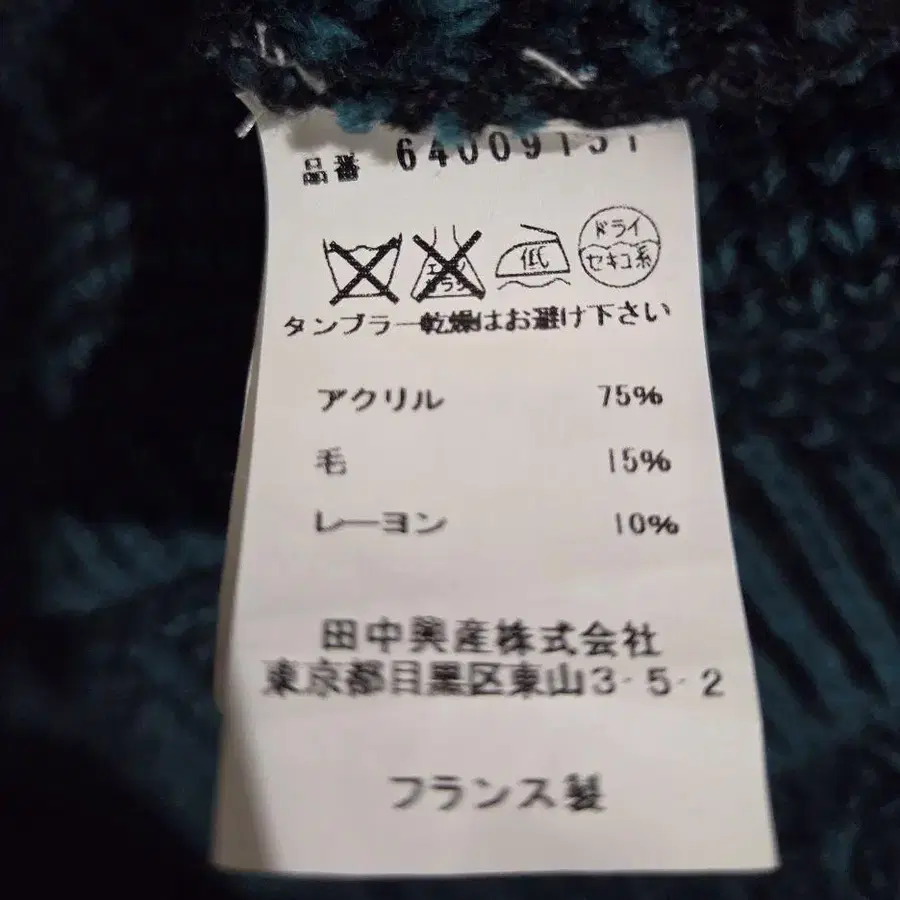 品番 64009151
低
ドライ
セキユ系
タンブラー乾燥はお避け下さい
アクリル 75%
毛 15%
レーヨン 10%
田中興産株式会社
東京都目黒区東山3-5-2
フランス製